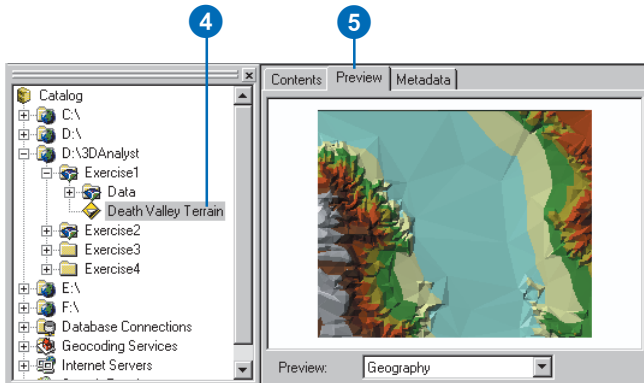 4
5
Contents Preview Metadata
Catalog
C:\
D:\
D:\3DAnalyst
Exercise1
Data
Death Valley Terrain
Exercise2
Exercise3
Exercise4
E:\
F:\
Database Connections
Geocoding Services
Internet Servers
Preview: Geography